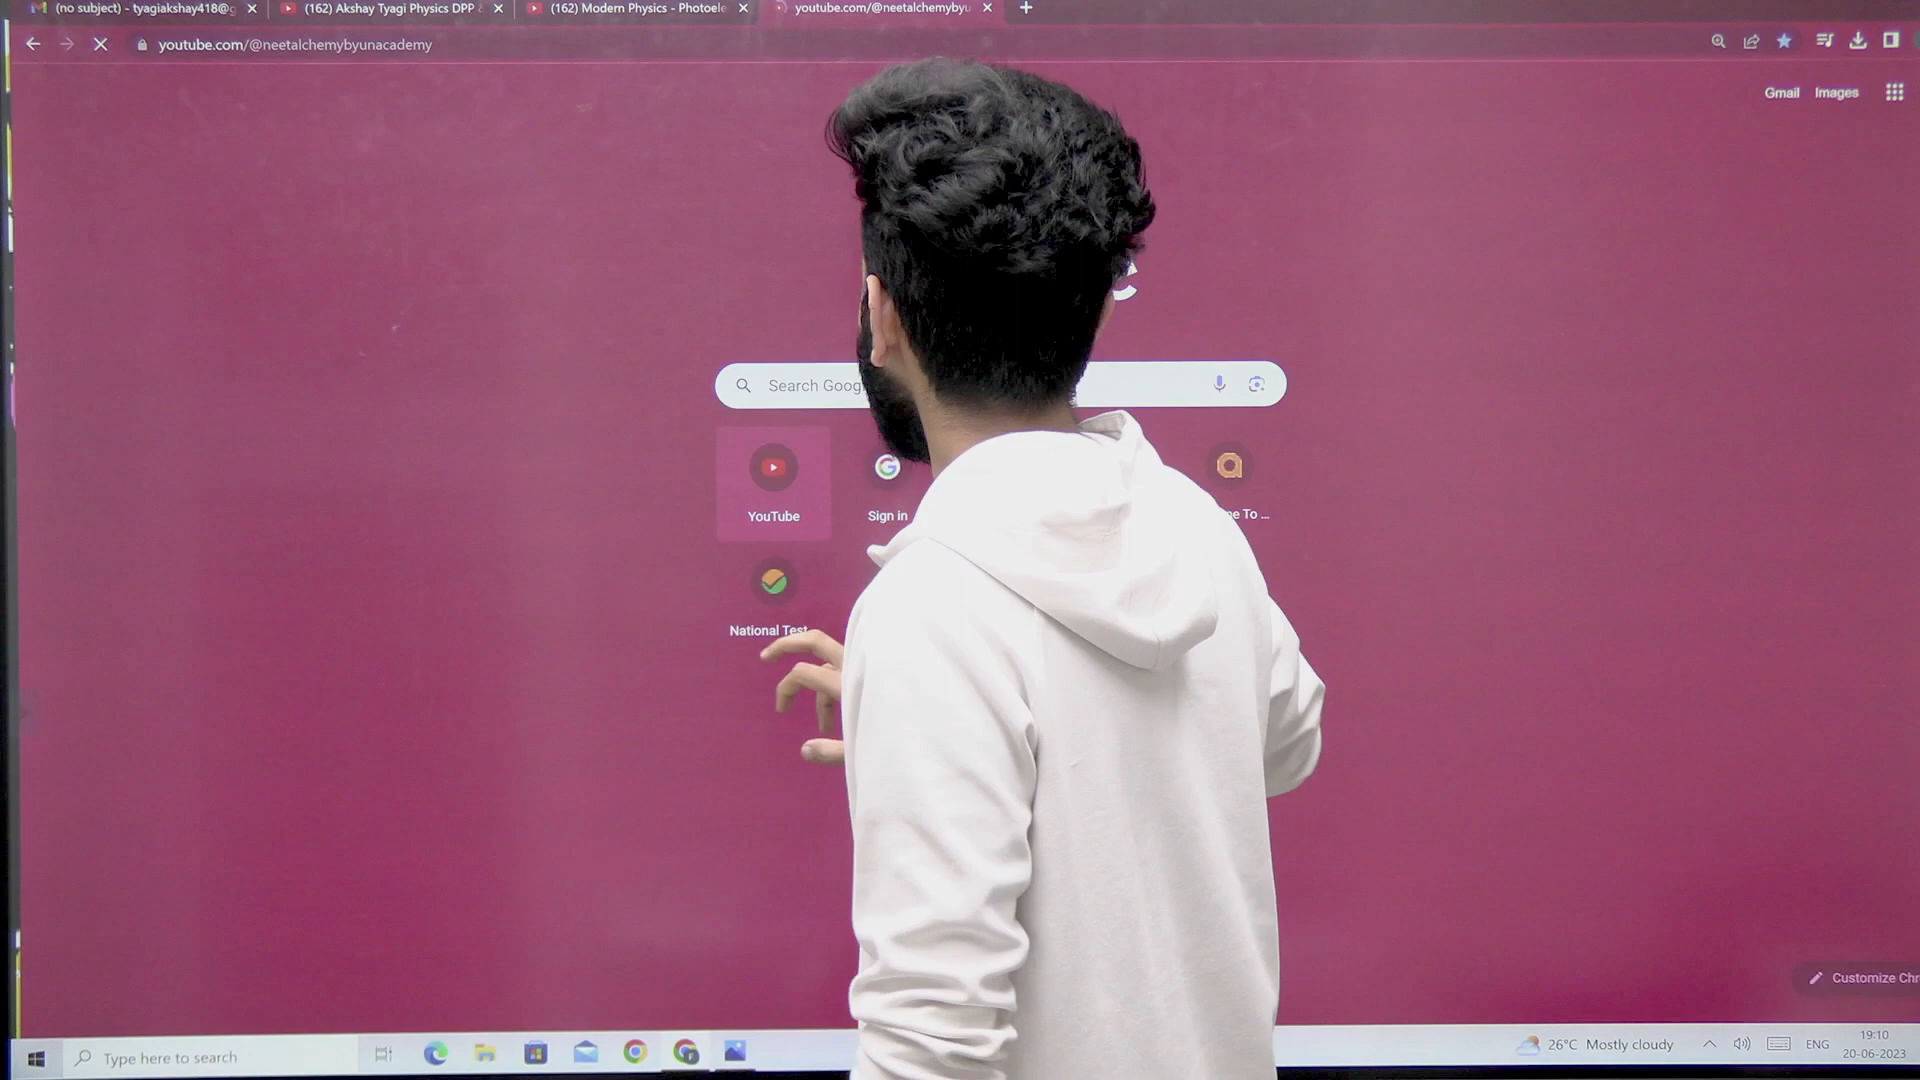 (no subject) - tyagiakshay418@g
(162) Akshay Tyagi Physics DPP
(162) Modern Physics - Photoele
youtube.com/@neetalchemybyu
youtube.com/@neetalchemybyunacademy
Gmail Images
Search Goog
YouTube
Sign in
e To ...
National Test
Customize Chr
Type here to search
26°C Mostly cloudy
ENG
19:10
20-06-2023